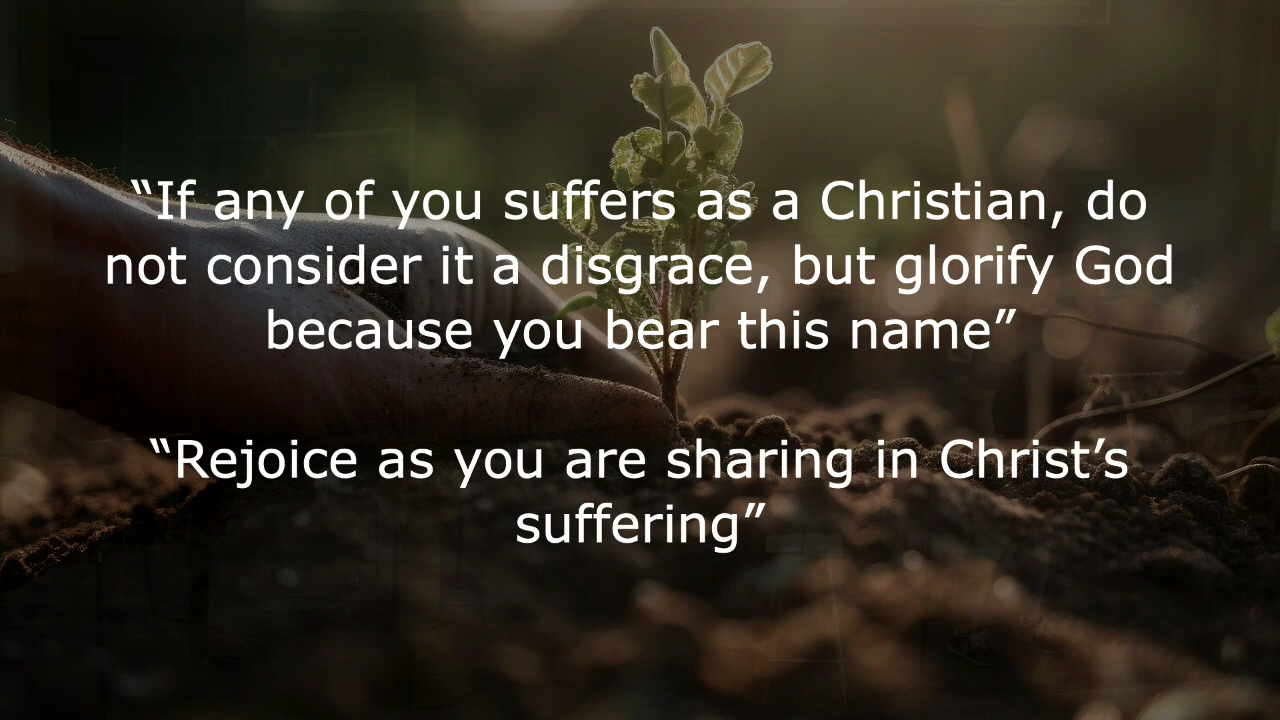 “If any of you suffers as a Christian, do
not consider it a disgrace, but glorify God
because you bear this name”
“Rejoice as you are sharing in Christ’s
suffering”